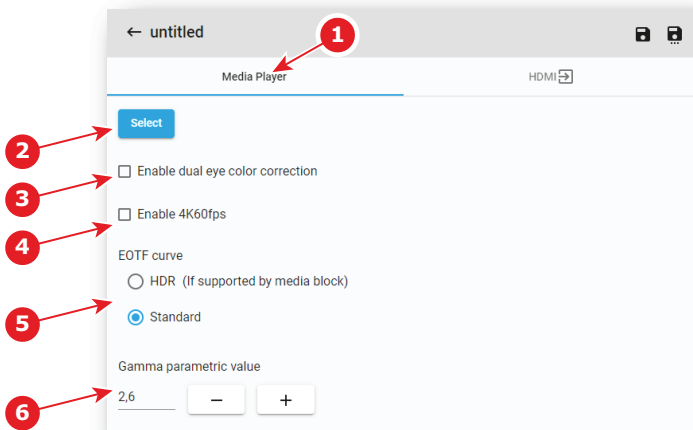 untitled
1
Media Player
HDMI
Select
2
Enable dual eye color correction
3
Enable 4K60fps
4
EOTF curve
HDR (If supported by media block)
5
Standard
Gamma parametric value
2,6
6